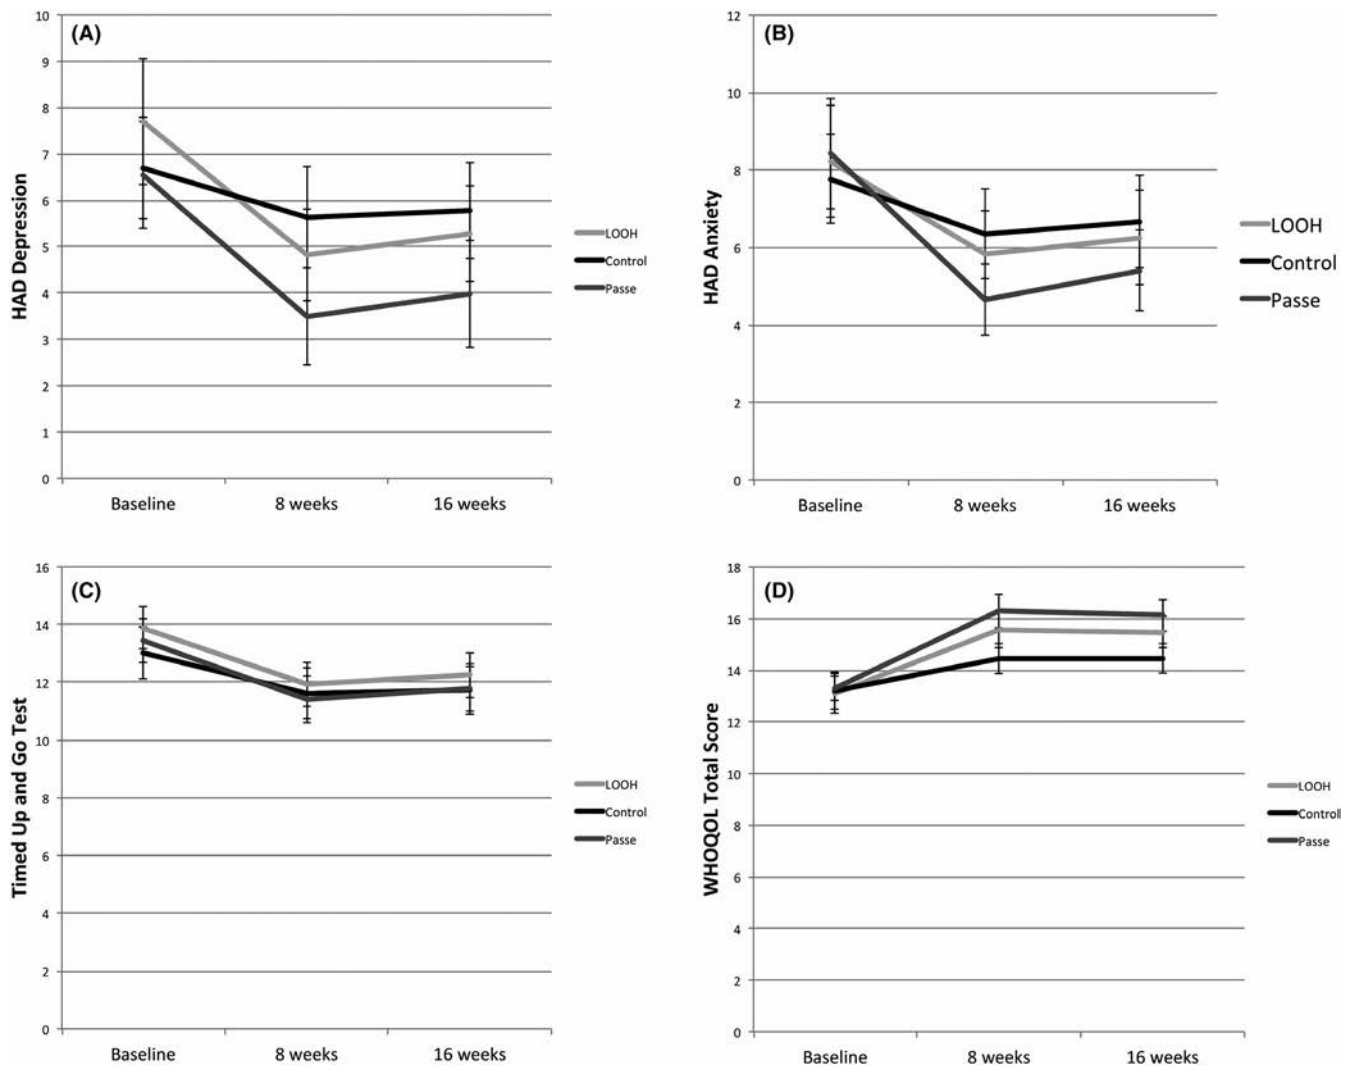 (A)
HAD Depression
10
9
8
7
6
5
4
3
2
1
0
Baseline 8 weeks 16 weeks
LOOH
Control
Passe
(B)
HAD Anxiety
12
10
8
6
4
2
0
Baseline 8 weeks 16 weeks
LOOH
Control
Passe
(C)
Timed Up and Go Test
16
14
12
10
8
6
4
2
0
Baseline 8 weeks 16 weeks
LOOH
Control
Passe
(D)
WHOQOL Total Score
18
16
14
12
10
8
6
4
2
0
Baseline 8 weeks 16 weeks
LOOH
Control
Passe